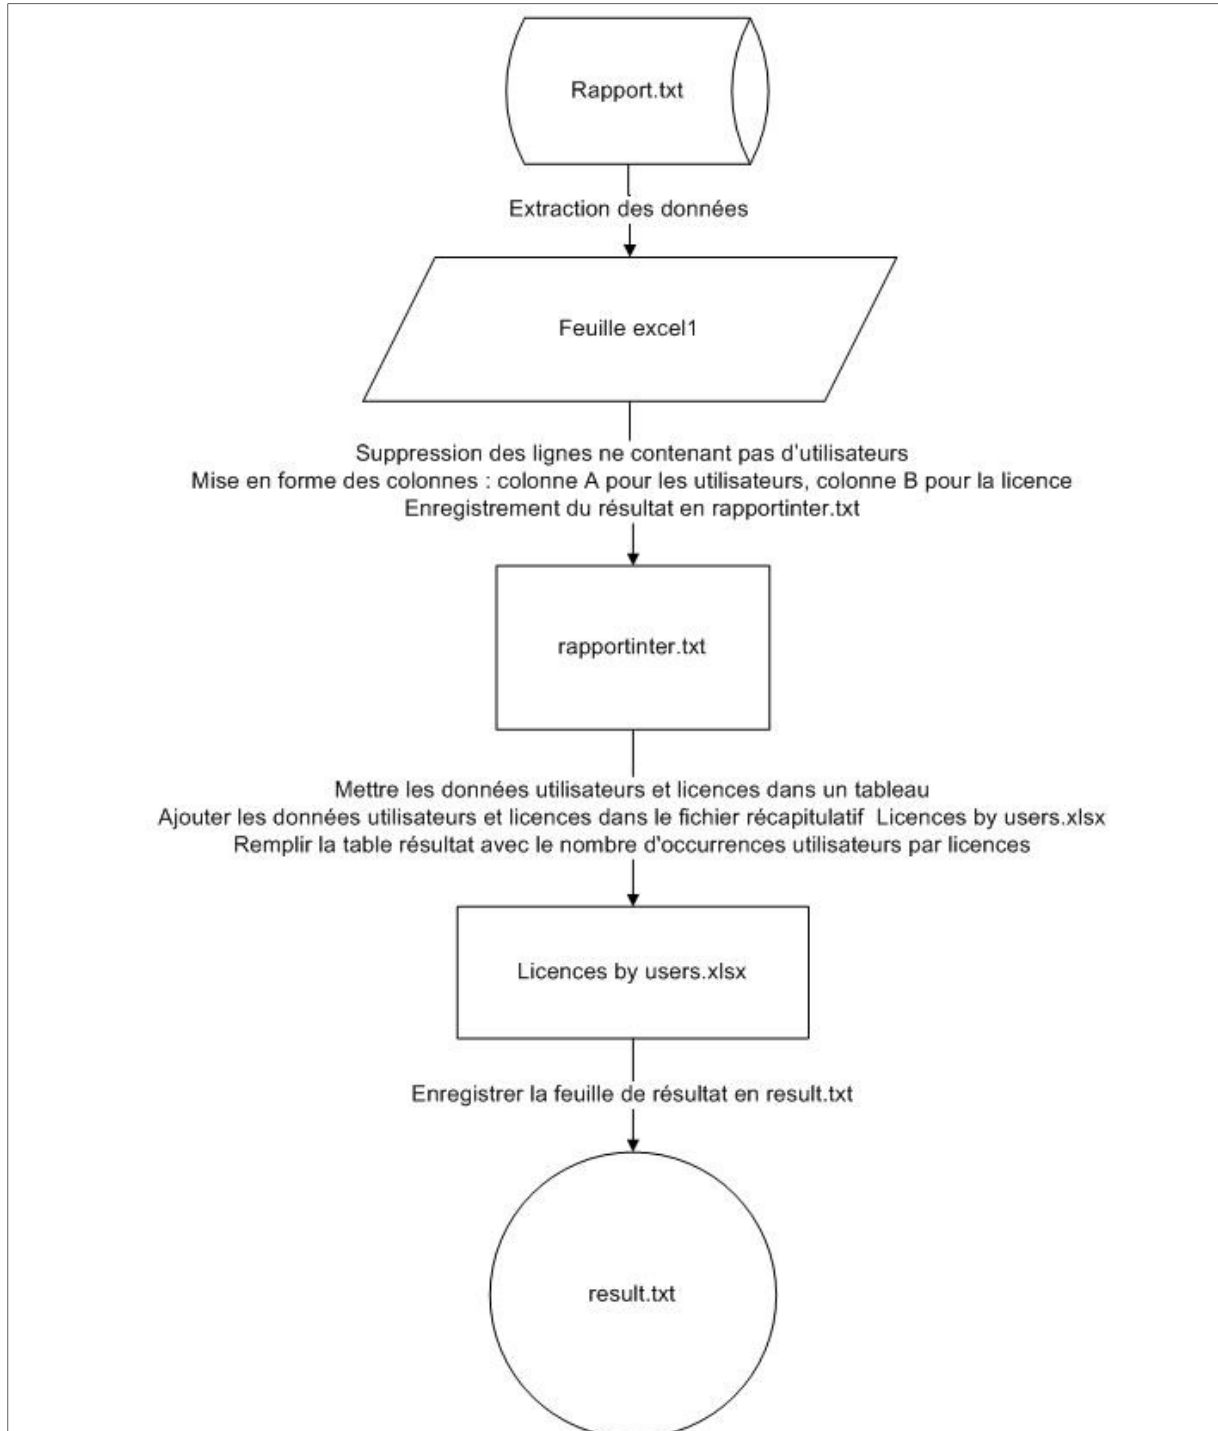 Rapport.txt
Extraction des données
Feuille excel1
Suppression des lignes ne contenant pas d'utilisateurs
Mise en forme des colonnes : colonne A pour les utilisateurs, colonne B pour la licence
Enregistrement du résultat en rapportinter.txt
rapportinter.txt
Mettre les données utilisateurs et licences dans un tableau
Ajouter les données utilisateurs et licences dans le fichier récapitulatif  Licences by users.xlsx
Remplir la table résultat avec le nombre d'occurrences utilisateurs par licences
Licences by users.xlsx
Enregistrer la feuille de résultat en result.txt
result.txt